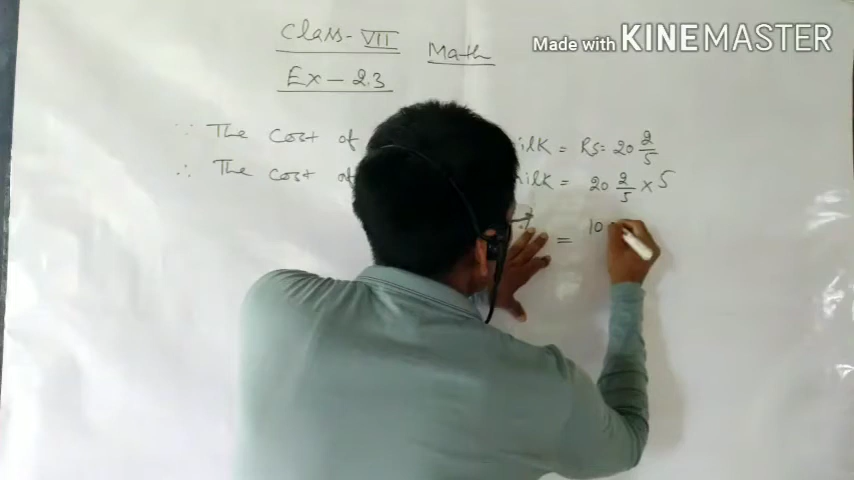 Made with KINEMASTER
Class - VII Math
Ex - 2.3
∵ The cost of ilk = Rs = 20 2/5
∴ The cost of ilk = 20 2/5 × 5
= 10